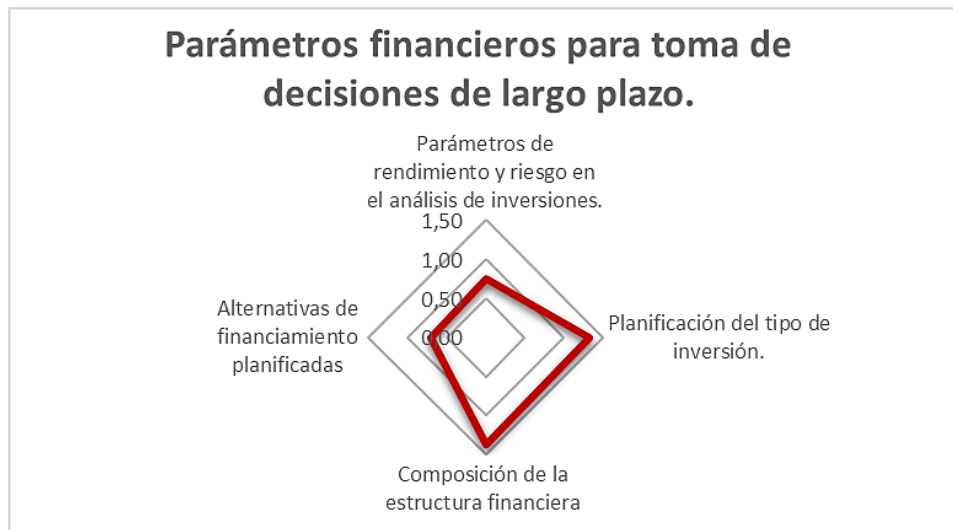 Parámetros financieros para toma de
decisiones de largo plazo.
Parámetros de
rendimiento y riesgo en
el análisis de inversiones.
1,50
1,00
0,50
0,00
Alternativas de
financiamiento
planificadas
Planificación del tipo de
inversión.
Composición de la
estructura financiera